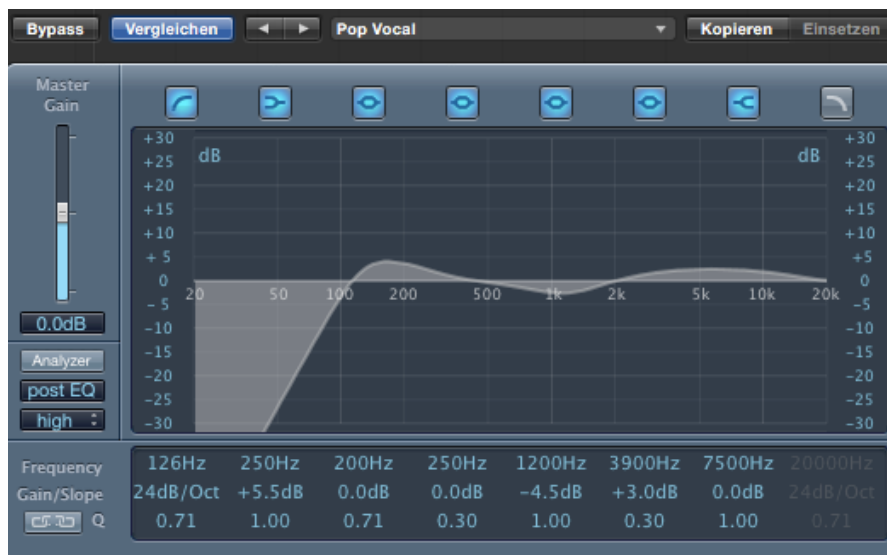 Bypass Vergleichen Pop Vocal Kopieren Einsetzen
Master
Gain
+30 +30
+25 dB dB +25
+20 +20
+15 +15
+10 +10
+ 5 +5
0 0
20 50 100 200 500 1k 2k 5k 10k 20k
- 5 -5
0.0dB -10 -10
Analyzer -15 -15
-20 -20
post EQ
-25 -25
high -30 -30
Frequency 126Hz 250Hz 200Hz 250Hz 1200Hz 3900Hz 7500Hz 20000Hz
Gain/Slope 24dB/Oct +5.5dB 0.0dB 0.0dB -4.5dB +3.0dB 0.0dB 24dB/Oct
Q 0.71 1.00 0.71 0.30 1.00 0.30 1.00 0.71